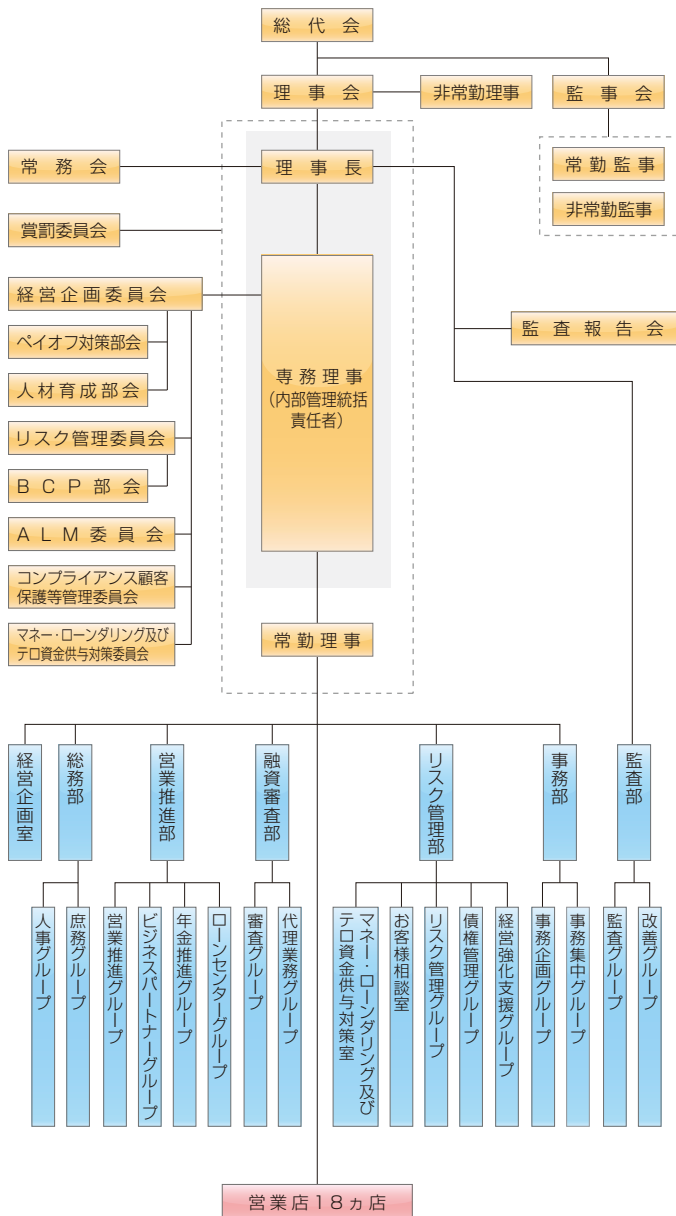 総代会
理事会
非常勤理事
監事会
常務会
理事長
常勤監事
非常勤監事
賞罰委員会
経営企画委員会
ペイオフ対策部会
人材育成部会
リスク管理委員会
BCP部会
ALM委員会
コンプライアンス顧客
保護等管理委員会
マネー・ローンダリング及び
テロ資金供与対策委員会
専務理事
(内部管理統括
責任者)
監査報告会
常勤理事
経営企画室
総務部
営業推進部
融資審査部
リスク管理部
事務部
監査部
人事グループ
庶務グループ
営業推進グループ
ビジネスパートナーグループ
年金推進グループ
ローンセンターグループ
審査グループ
代理業務グループ
マネー・ローンダリング及び
テロ資金供与対策室
お客様相談室
リスク管理グループ
債権管理グループ
経営強化支援グループ
事務企画グループ
事務集中グループ
監査グループ
改善グループ
営業店18ヵ店